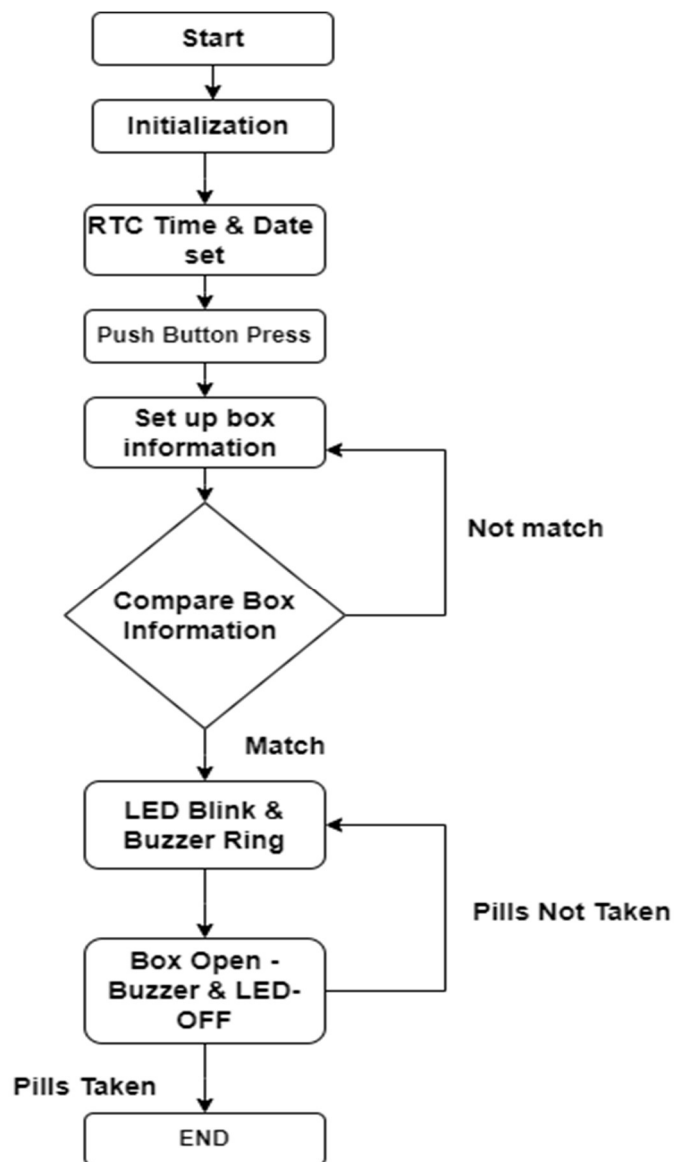 Start
Initialization
RTC Time & Date
set
Push Button Press
Set up box
information
Not match
Compare Box
Information
Match
LED Blink &
Buzzer Ring
Pills Not Taken
Box Open -
Buzzer & LED-
OFF
Pills Taken
END